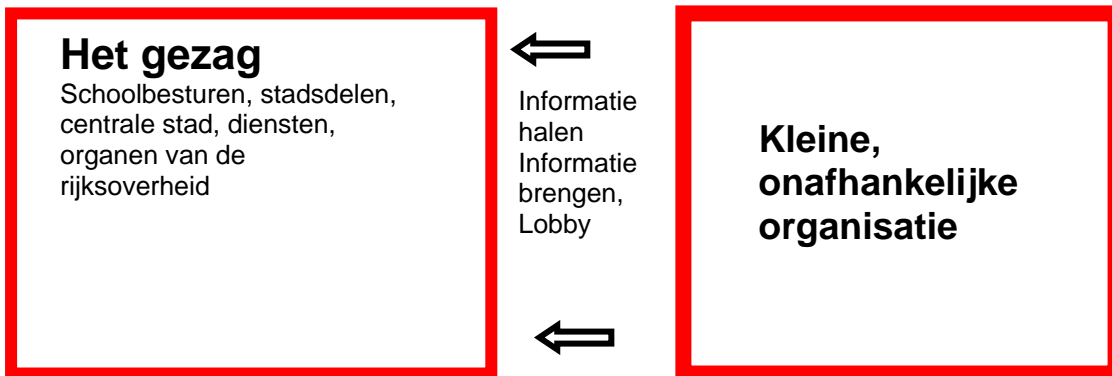 Het gezag
Schoolbesturen, stadsdelen,
centrale stad, diensten,
organen van de
rijksoverheid
Informatie
halen
Informatie
brengen,
Lobby
Kleine,
onafhankelijke
organisatie